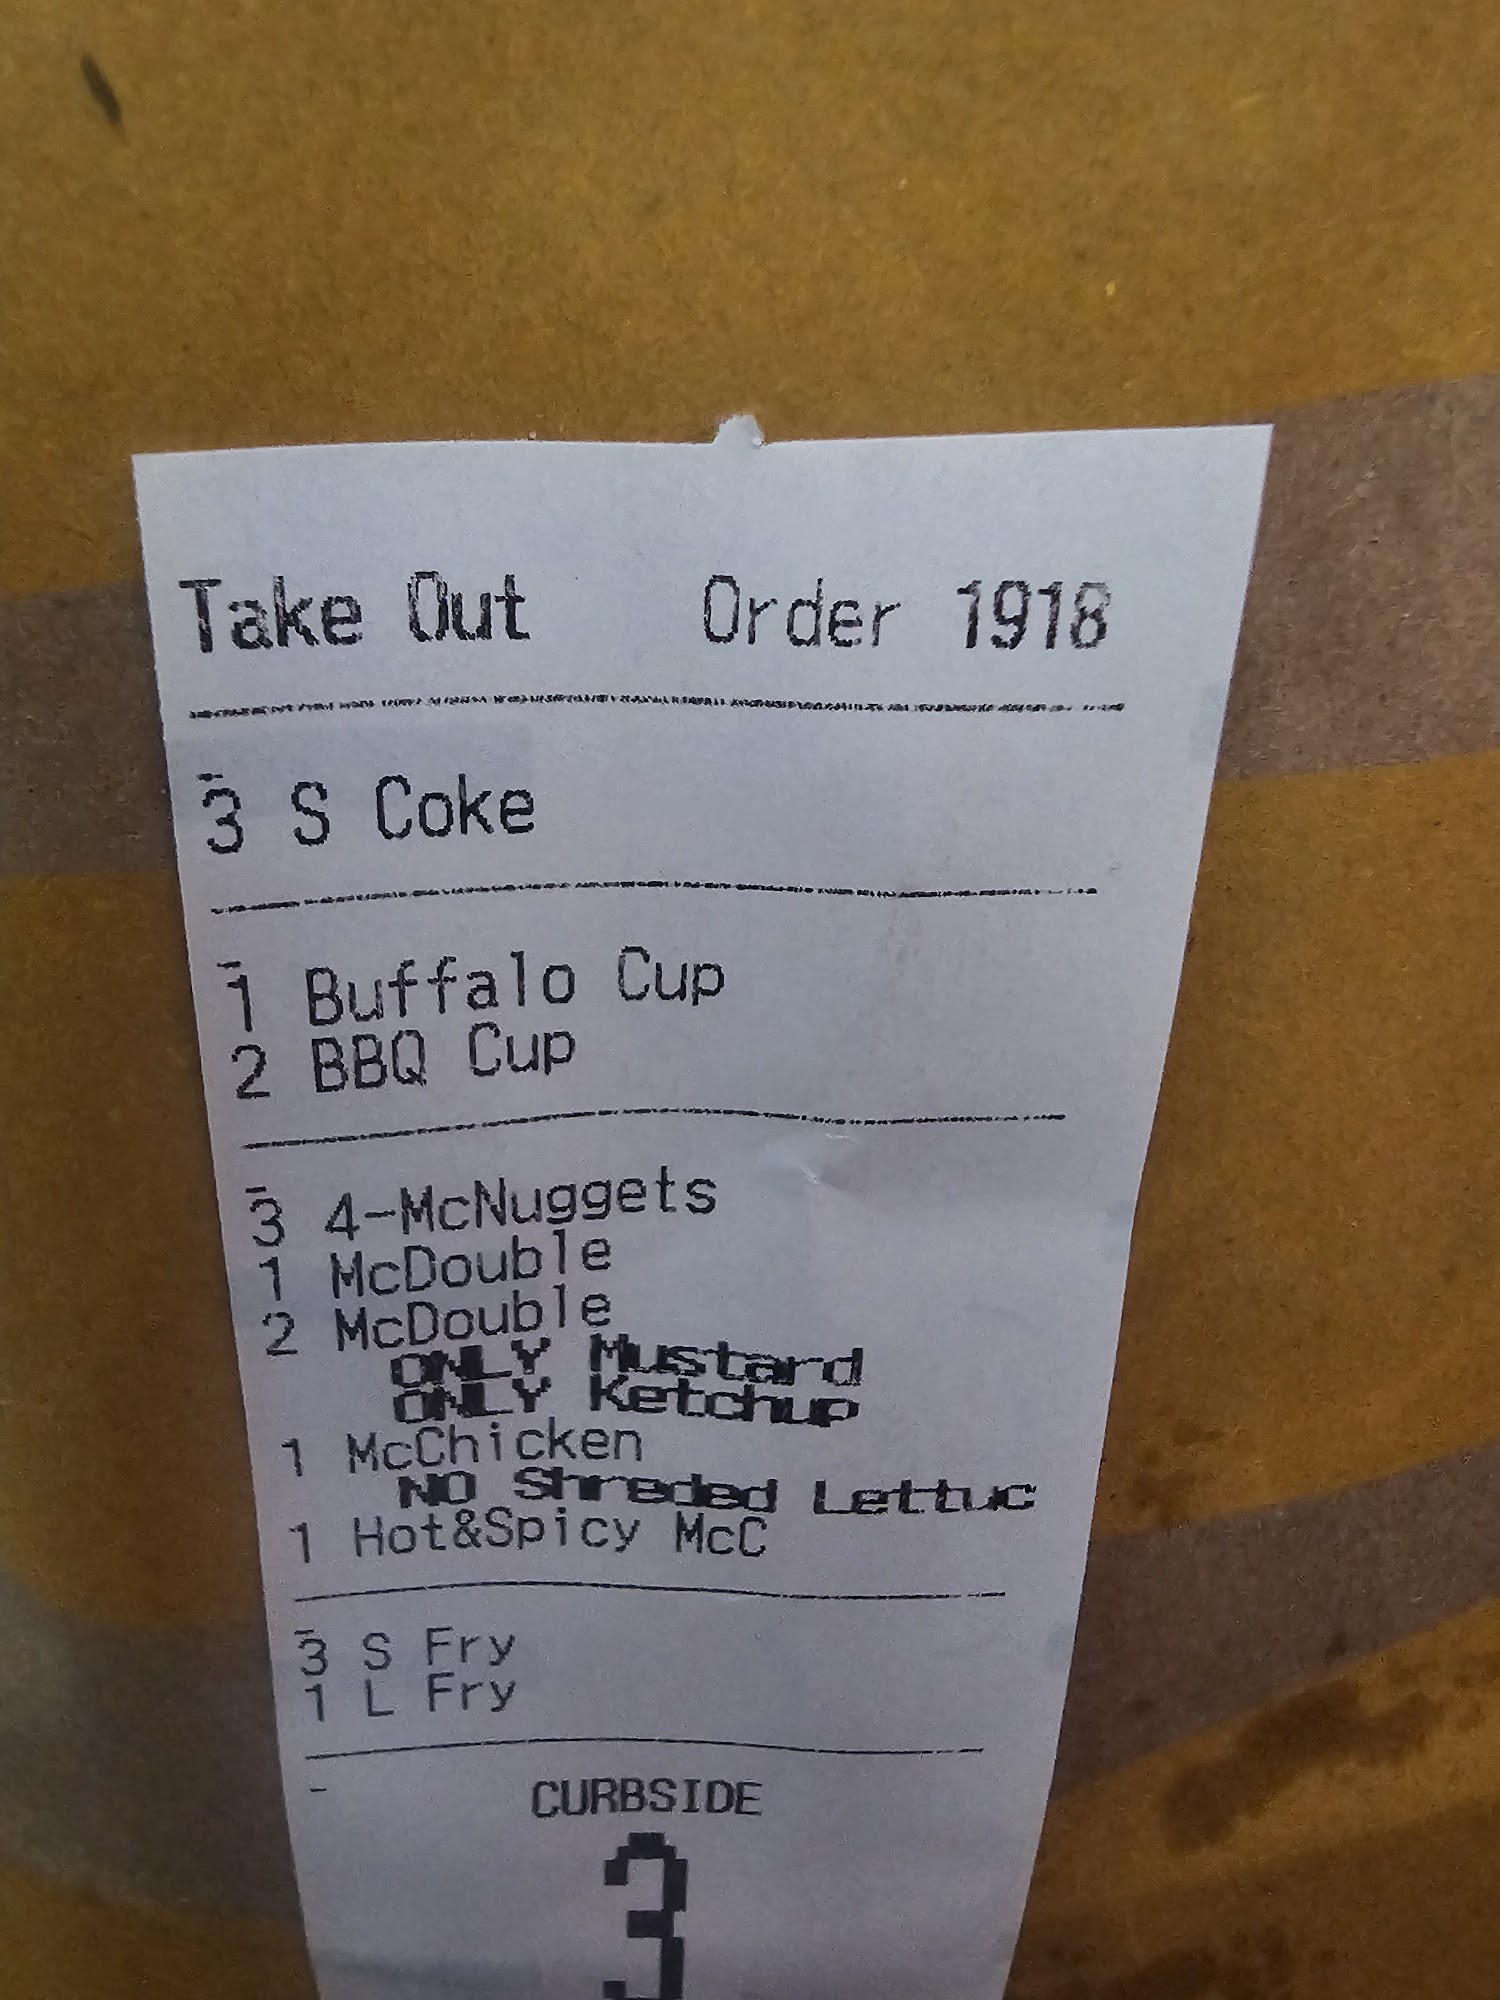 Take Out Order 1918
3 S Coke
1 Buffalo Cup
2 BBQ Cup
3 4-McNuggets
1 McDouble
2 McDouble
ONLY Mustard
ONLY Ketchup
1 McChicken
NO Shreded Lettuc
1 Hot&Spicy McC
3 S Fry
1 L Fry
CURBSIDE
3